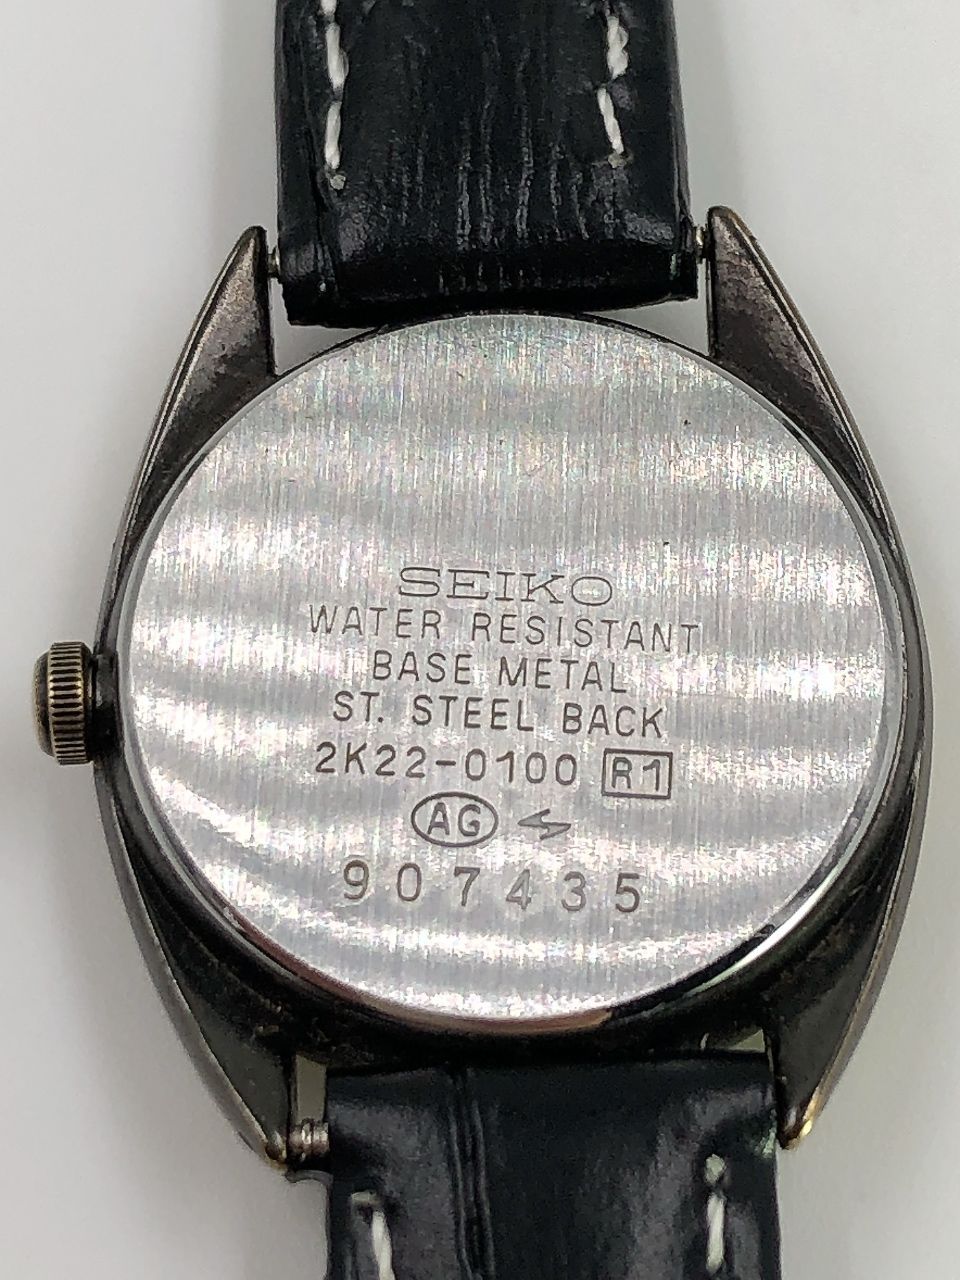 SEIKO
WATER RESISTANT
BASE METAL
ST. STEEL BACK
2K22-0100 R1
AG
907435